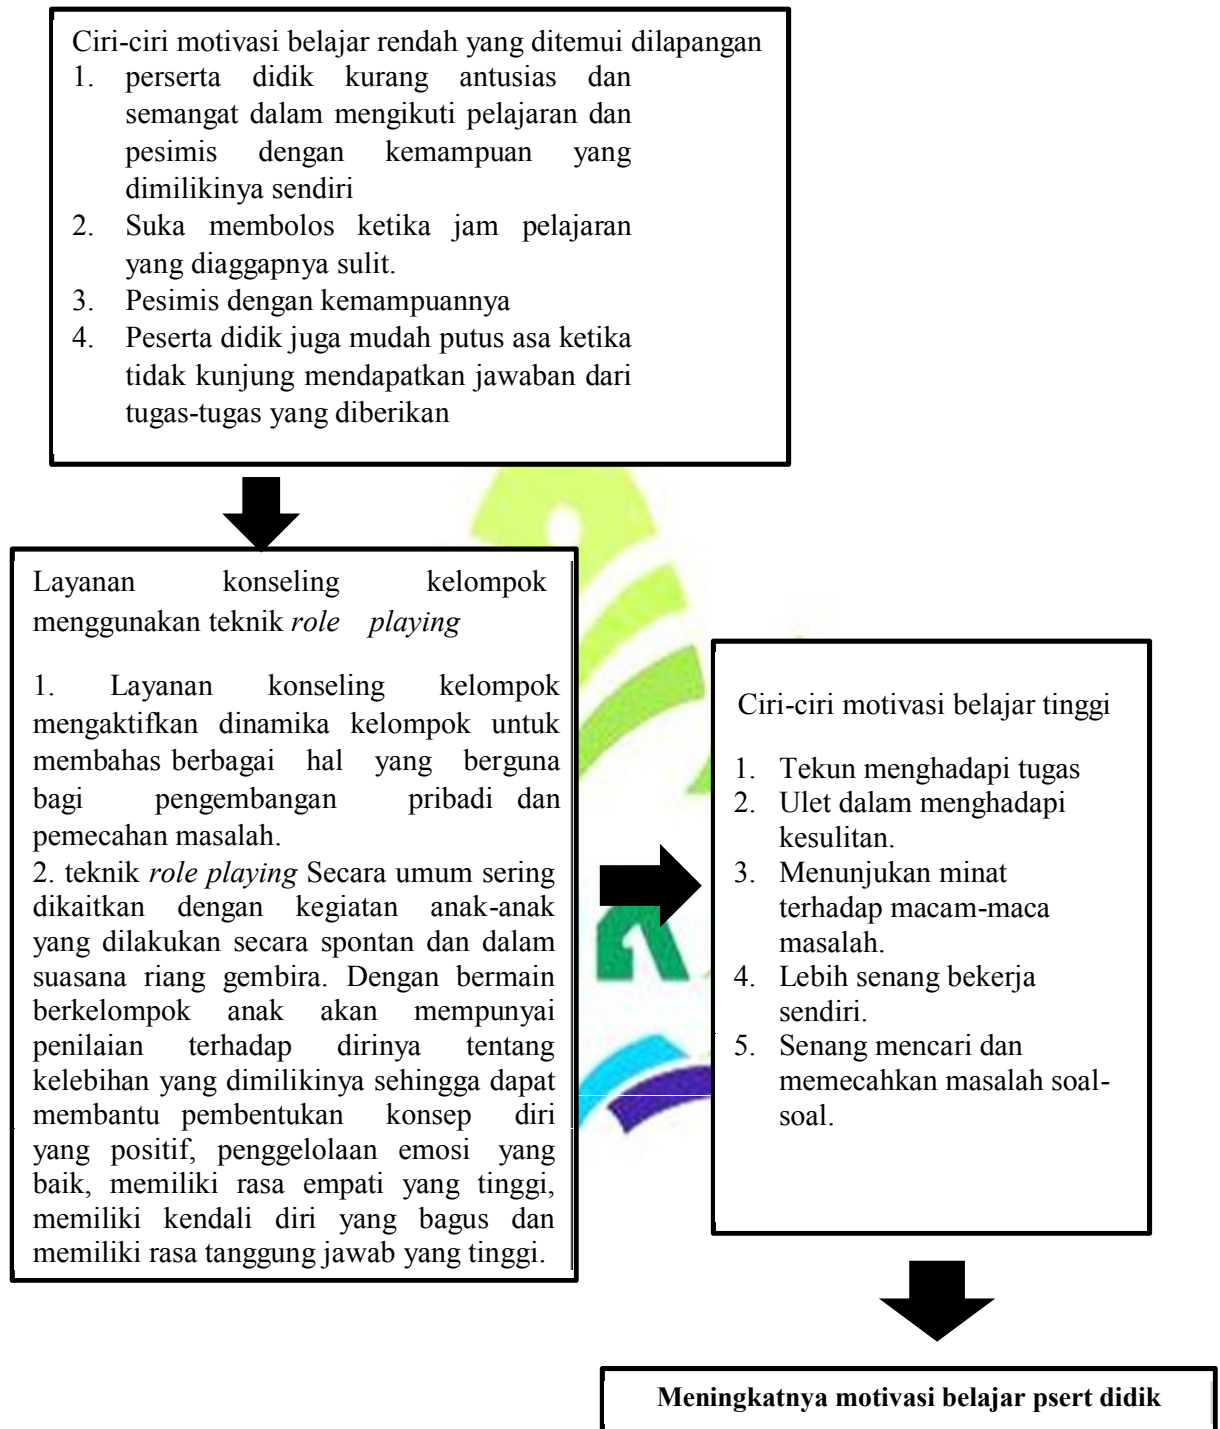 Ciri-ciri motivasi belajar rendah yang ditemui dilapangan
1. perserta didik kurang antusias dan
semangat dalam mengikuti pelajaran dan
pesimis dengan kemampuan yang
dimilikinya sendiri
2. Suka membolos ketika jam pelajaran
yang diaggapnya sulit.
3. Pesimis dengan kemampuannya
4. Peserta didik juga mudah putus asa ketika
tidak kunjung mendapatkan jawaban dari
tugas-tugas yang diberikan
Layanan konseling kelompok
menggunakan teknik role playing
1. Layanan konseling kelompok
mengaktifkan dinamika kelompok untuk
membahas berbagai hal yang berguna
bagi pengembangan pribadi dan
pemecahan masalah.
2. teknik role playing Secara umum sering
dikaitkan dengan kegiatan anak-anak
yang dilakukan secara spontan dan dalam
suasana riang gembira. Dengan bermain
berkelompok anak akan mempunyai
penilaian terhadap dirinya tentang
kelebihan yang dimilikinya sehingga dapat
membantu pembentukan konsep diri
yang positif, penggelolaan emosi yang
baik, memiliki rasa empati yang tinggi,
memiliki kendali diri yang bagus dan
memiliki rasa tanggung jawab yang tinggi.
Ciri-ciri motivasi belajar tinggi
1. Tekun menghadapi tugas
2. Ulet dalam menghadapi
kesulitan.
3. Menunjukan minat
terhadap macam-maca
masalah.
4. Lebih senang bekerja
sendiri.
5. Senang mencari dan
memecahkan masalah soal-
soal.
Meningkatnya motivasi belajar psert didik